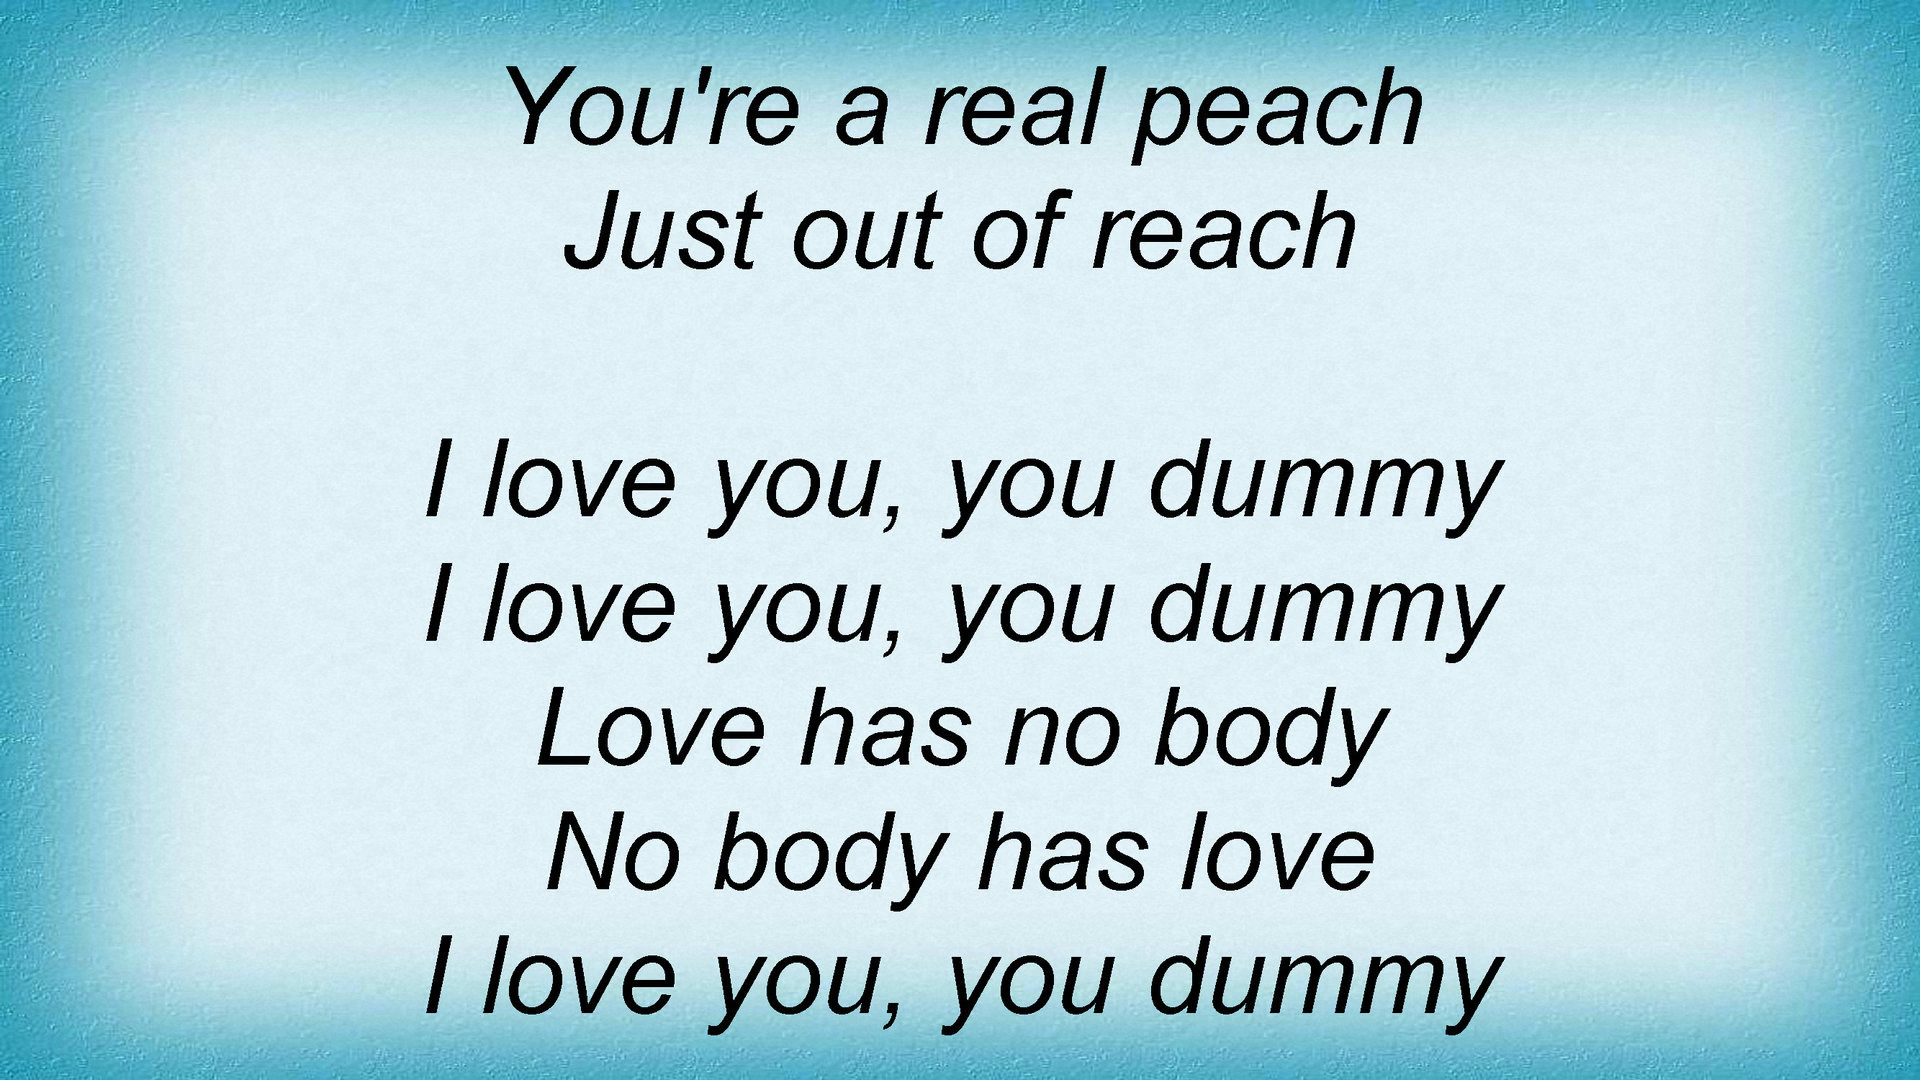 You're a real peach
Just out of reach
I love you, you dummy
I love you, you dummy
Love has no body
No body has love
I love you, you dummy